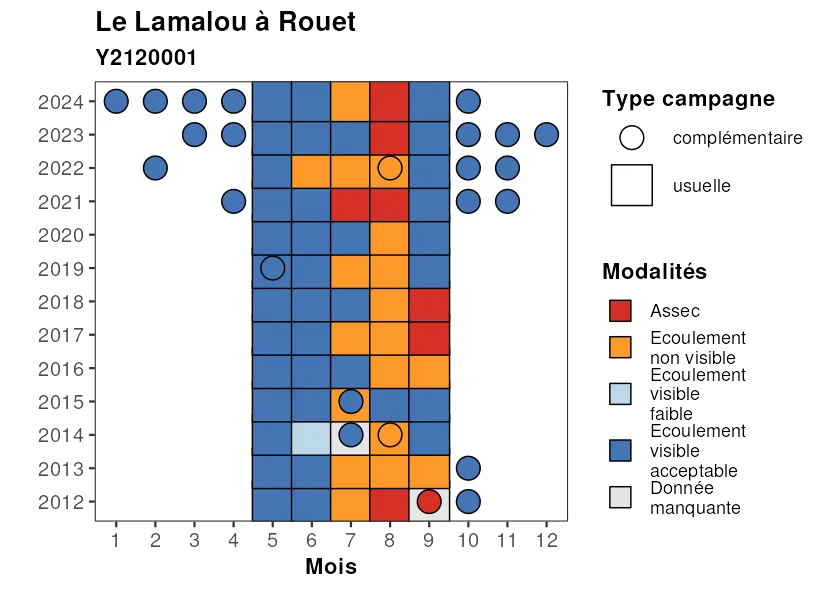 Le Lamalou à Rouet
Y2120001
2024
2023
2022
2021
2020
2019
2018
2017
2016
2015
2014
2013
2012
1 2 3 4 5 6 7 8 9 10 11 12
Mois
Type campagne
complémentaire
usuelle
Modalités
Assec
Ecoulement
non visible
Ecoulement
visible
faible
Ecoulement
visible
acceptable
Donnée
manquante